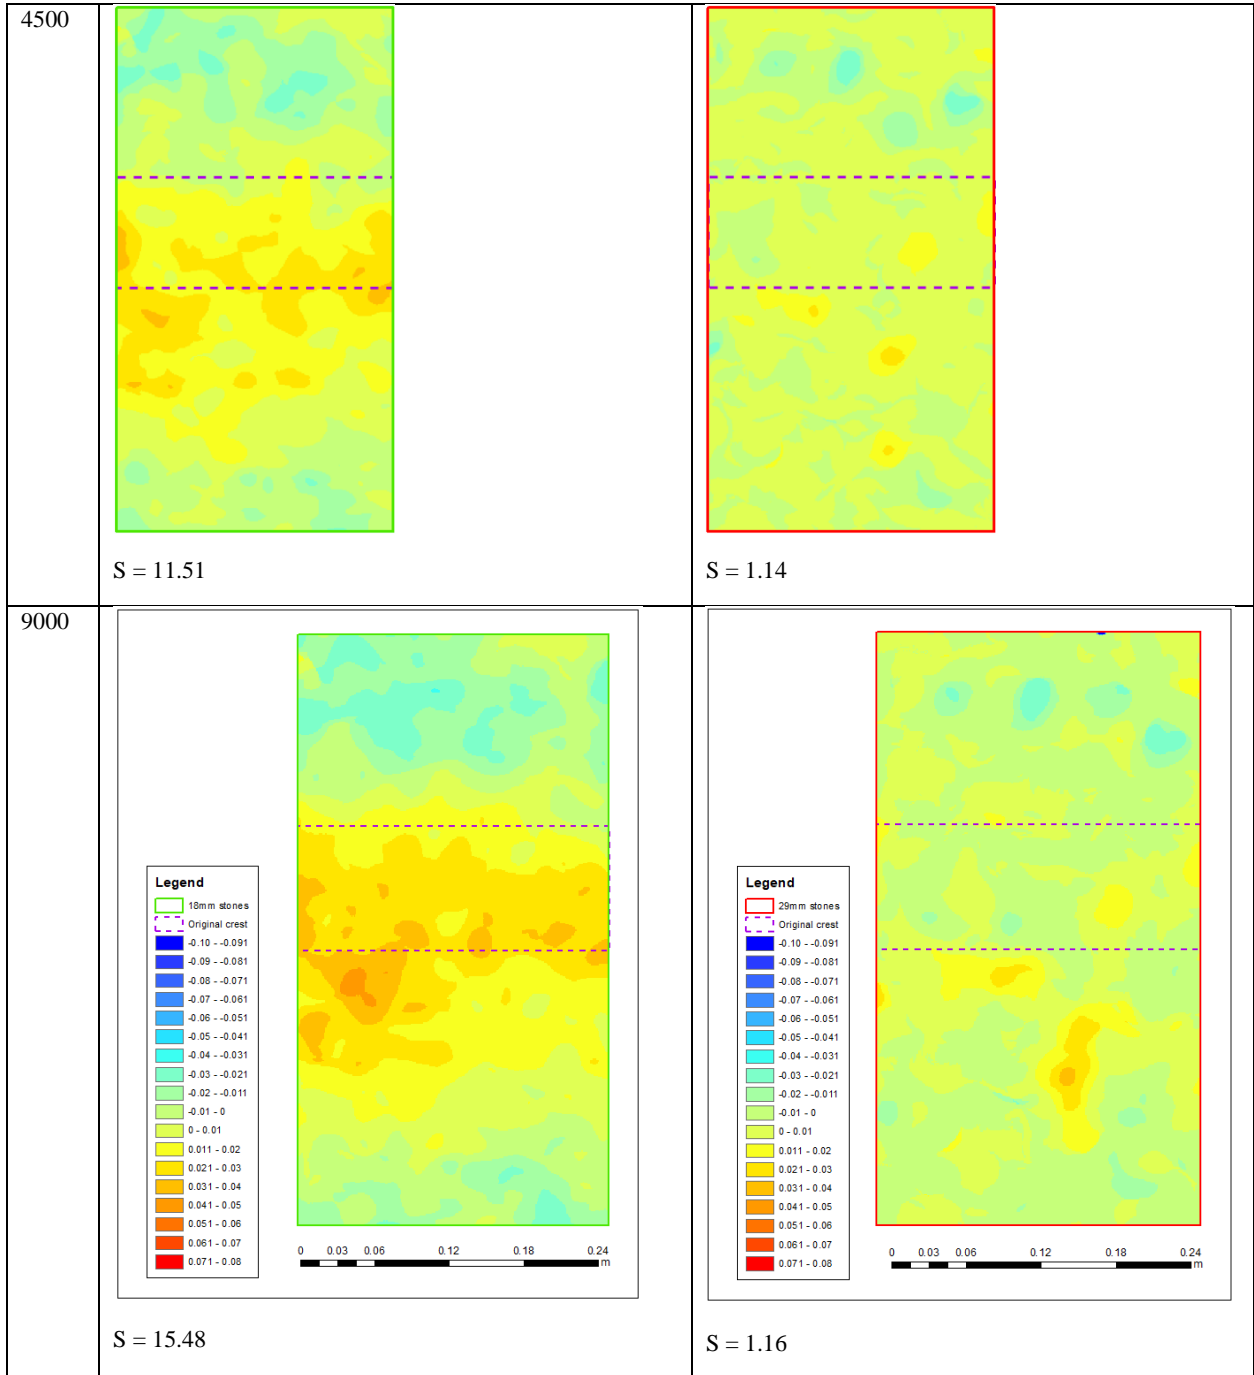 4500
S = 11.51
S = 1.14
9000
Legend
18mm stones
Original crest
-0.10 - -0.091
-0.09 - -0.081
-0.08 - -0.071
-0.07 - -0.061
-0.06 - -0.051
-0.05 - -0.041
-0.04 - -0.031
-0.03 - -0.021
-0.02 - -0.011
-0.01 - 0
0 - 0.01
0.011 - 0.02
0.021 - 0.03
0.031 - 0.04
0.041 - 0.05
0.051 - 0.06
0.061 - 0.07
0.071 - 0.08
0 0.03 0.06 0.12 0.18 0.24
m
S = 15.48
Legend
29mm stones
Original crest
-0.10 - -0.091
-0.09 - -0.081
-0.08 - -0.071
-0.07 - -0.061
-0.06 - -0.051
-0.05 - -0.041
-0.04 - -0.031
-0.03 - -0.021
-0.02 - -0.011
-0.01 - 0
0 - 0.01
0.011 - 0.02
0.021 - 0.03
0.031 - 0.04
0.041 - 0.05
0.051 - 0.06
0.061 - 0.07
0.071 - 0.08
0 0.03 0.06 0.12 0.18 0.24
m
S = 1.16